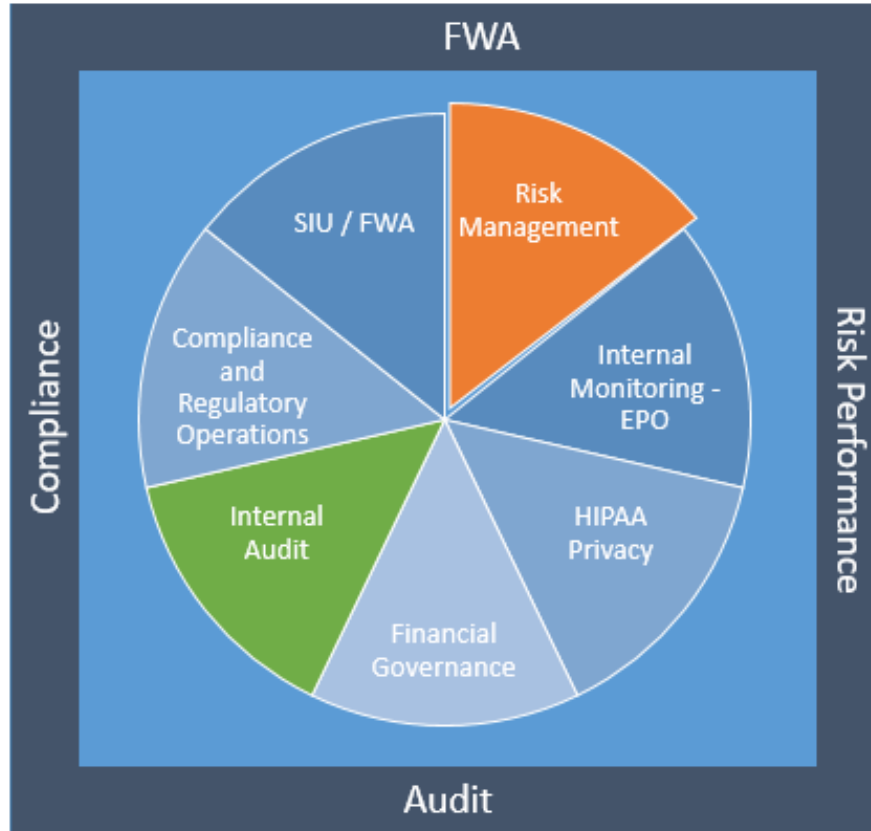 FWA
SIU / FWA
Risk
Management
Compliance
and
Regulatory
Operations
Internal
Monitoring -
EPO
Internal
Audit
HIPAA
Privacy
Financial
Governance
Compliance
Risk Performance
Audit